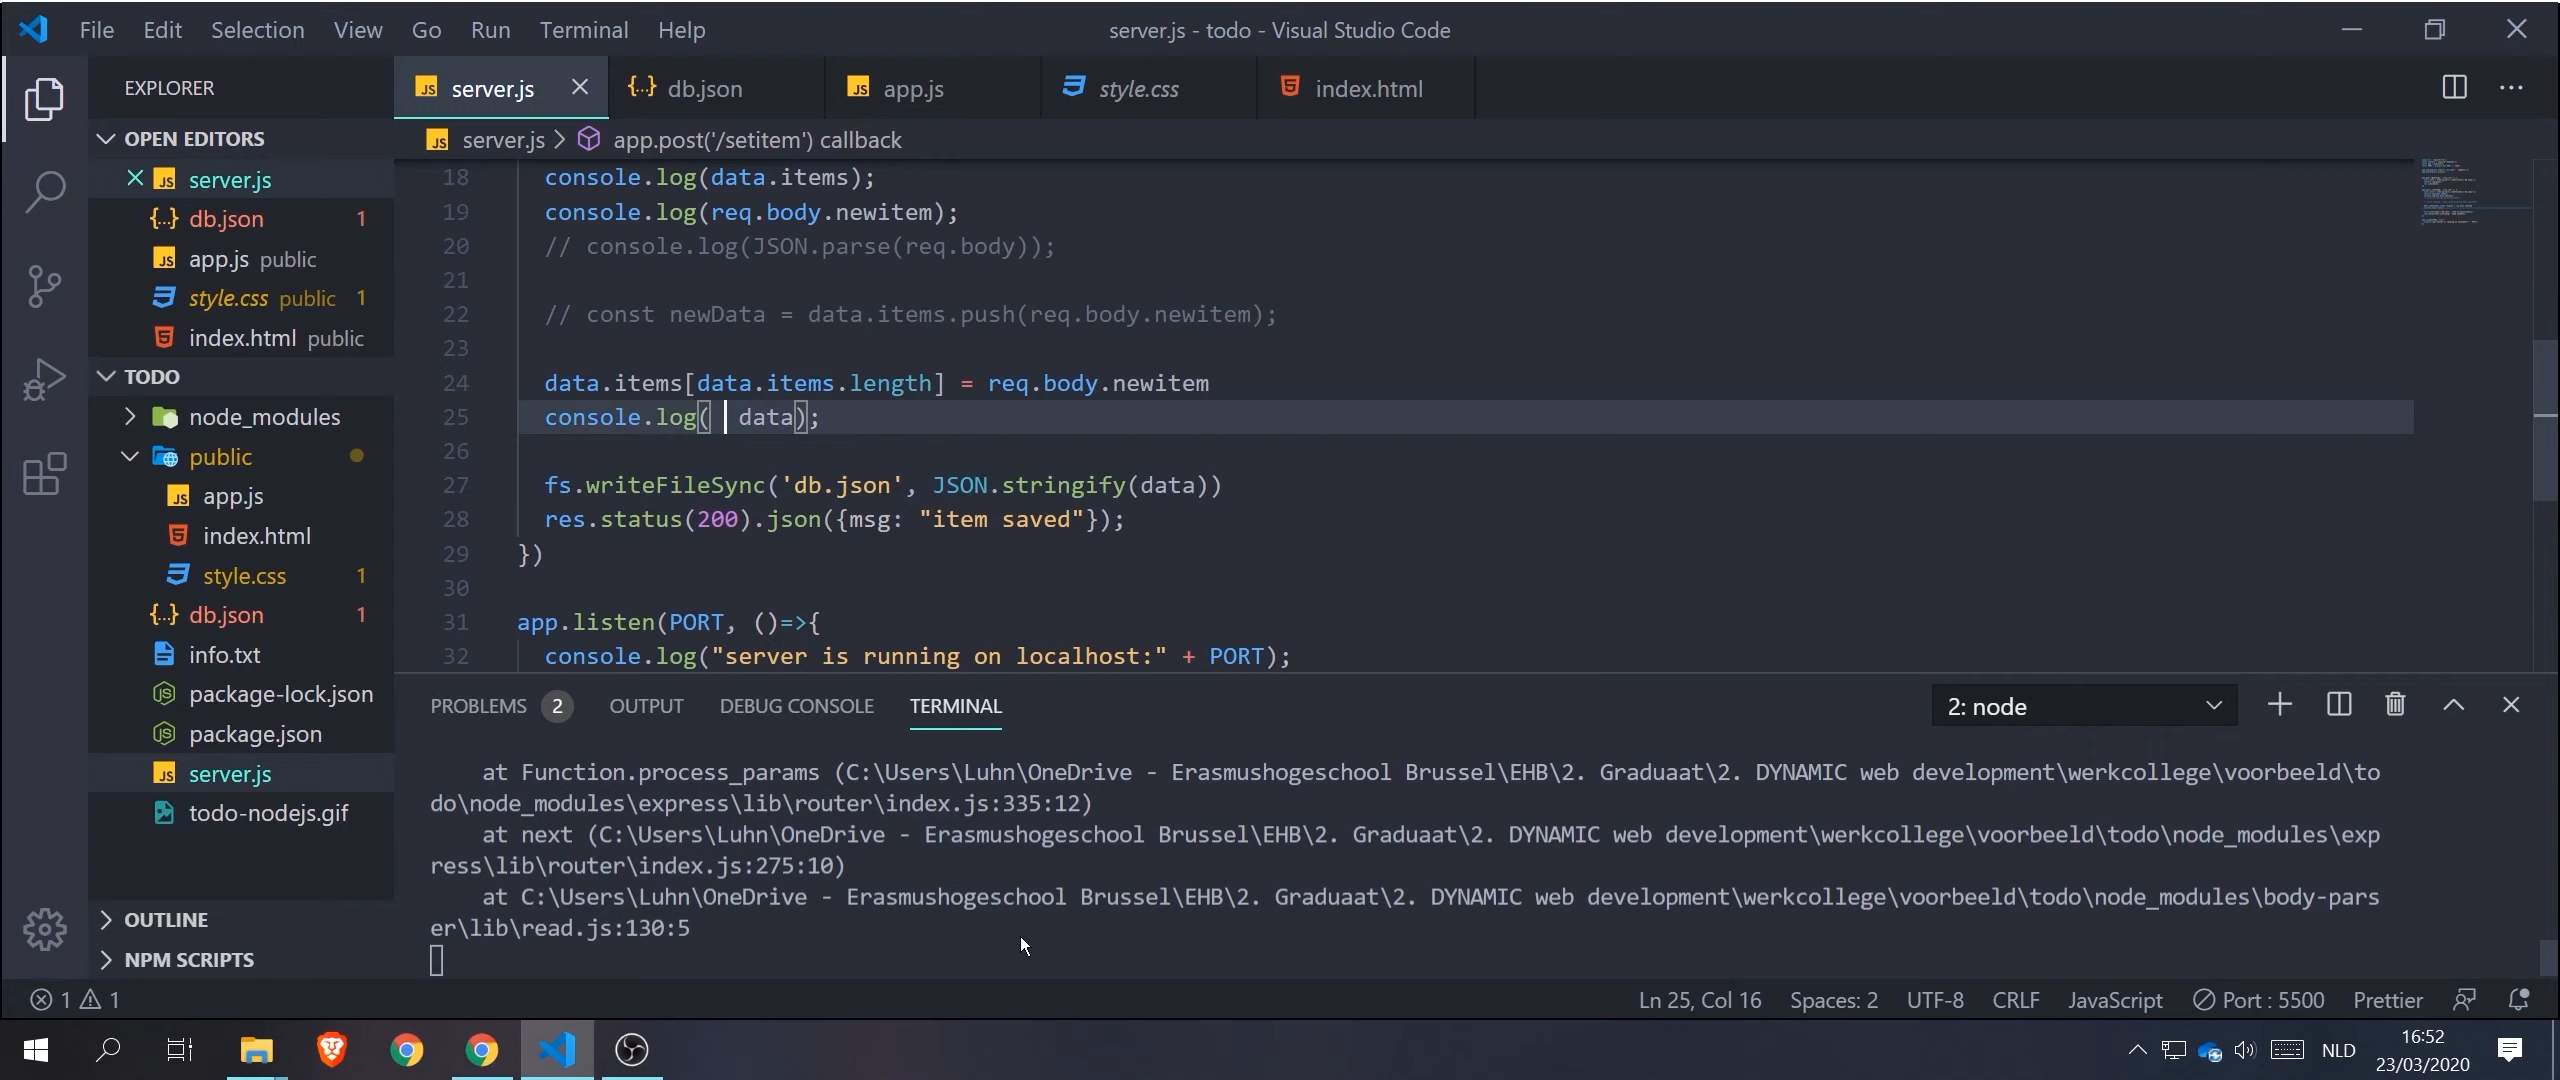 File Edit Selection View Go Run Terminal Help
server.js - todo - Visual Studio Code
EXPLORER
server.js
db.json
app.js
style.css
index.html
OPEN EDITORS
server.js
db.json 1
app.js public
style.css public 1
index.html public
TODO
node_modules
public
app.js
index.html
style.css 1
db.json 1
info.txt
package-lock.json
package.json
server.js
todo-nodejs.gif
OUTLINE
NPM SCRIPTS
server.js > app.post('/setitem') callback
18 console.log(data.items);
19 console.log(req.body.newitem);
20 // console.log(JSON.parse(req.body));
21
22 // const newData = data.items.push(req.body.newitem);
23
24 data.items[data.items.length] = req.body.newitem
25 console.log( data);
26
27 fs.writeFileSync('db.json', JSON.stringify(data))
28 res.status(200).json({msg: "item saved"});
29 })
30
31 app.listen(PORT, ()=>{
32 console.log("server is running on localhost:" + PORT);
PROBLEMS 2 OUTPUT DEBUG CONSOLE TERMINAL
2: node
at Function.process_params (C:\Users\Luhn\OneDrive - Erasmushogeschool Brussel\EHB\2. Graduaat\2. DYNAMIC web development\werkcollege\voorbeeld\to
do\node_modules\express\lib\router\index.js:335:12)
at next (C:\Users\Luhn\OneDrive - Erasmushogeschool Brussel\EHB\2. Graduaat\2. DYNAMIC web development\werkcollege\voorbeeld\todo\node_modules\exp
ress\lib\router\index.js:275:10)
at C:\Users\Luhn\OneDrive - Erasmushogeschool Brussel\EHB\2. Graduaat\2. DYNAMIC web development\werkcollege\voorbeeld\todo\node_modules\body-pars
er\lib\read.js:130:5
1 1
Ln 25, Col 16 Spaces: 2 UTF-8 CRLF JavaScript Port : 5500 Prettier
NLD
16:52
23/03/2020